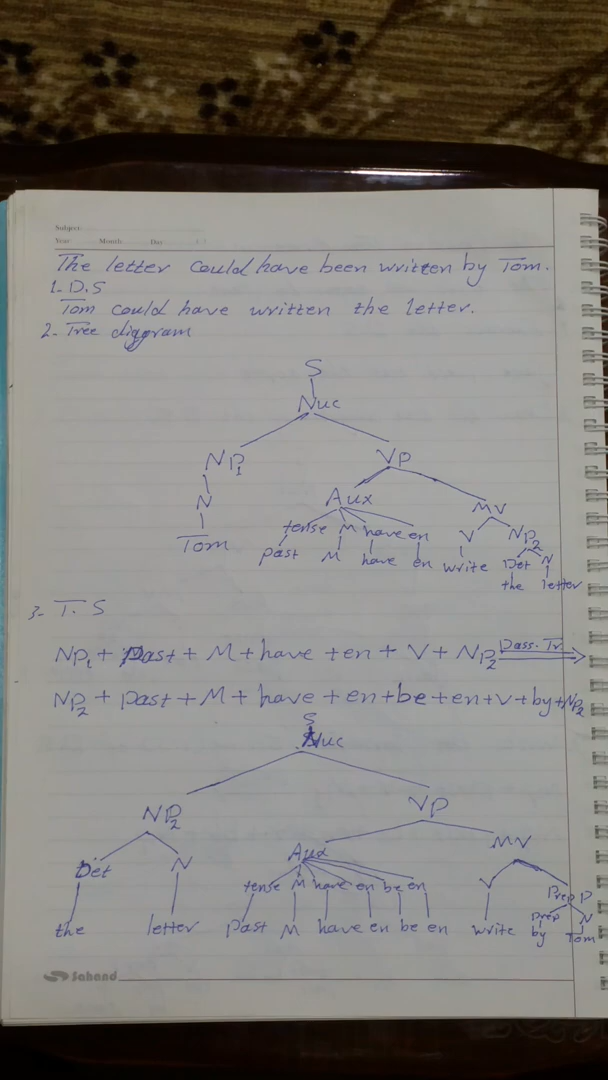 Subject:
Year Month Day
The letter could have been written by Tom.
1- D.S
Tom could have written the letter.
2- Tree diagram
S
Nuc
NP1 VP
N Aux MV
tense M have en V NP2
Tom past M have en write Det N
the letter
3- T.S
NP1 + past + M + have + en + V + NP2 Pass. Tr ⟹
NP2 + past + M + have + en + be + en + V + by + NP2
S
Nuc
NP2 VP
Det N Aux MV
tense M have en be en V Prep P
Prep N
the letter past M have en be en write by Tom
Sahand